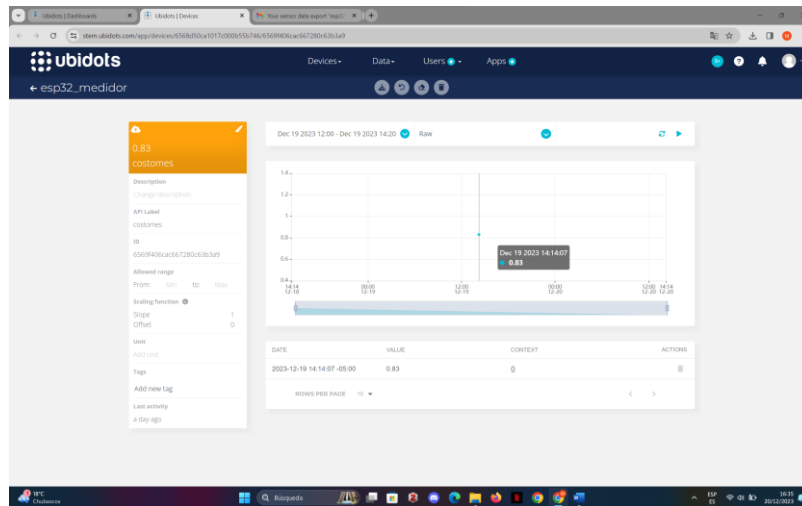 Ubidots | Dashboards
Ubidots | Devices
Your sensor data export "esp32
stem.ubidots.com/app/devices/6568d50ca1017c000b55b746/6569f406cac667280c63b3a9
ubidots
Devices
Data
Users
Apps
esp32_medidor
0.83
costomes
Description
Change description
API Label
costomes
ID
6569f406cac667280c63b3a9
Allowed range
From: Min to: Max
Scaling function
Slope 1
Offset 0
Unit
Add unit
Tags
Add new tag
Last activity
a day ago
Dec 19 2023 12:00 - Dec 19 2023 14:20
Raw
1.4
1.2
1
0.8
0.6
0.4
Dec 19 2023 14:14:07
0.83
14:14 00:00 12:00 00:00 12:00 14:14
12-18 12-19 12-19 12-20 12-20 12-20
DATE VALUE CONTEXT ACTIONS
2023-12-19 14:14:07 -05:00 0.83 {}
ROWS PER PAGE 10
18°C
Chubascos
Búsqueda
ESP
ES
16:35
20/12/2023